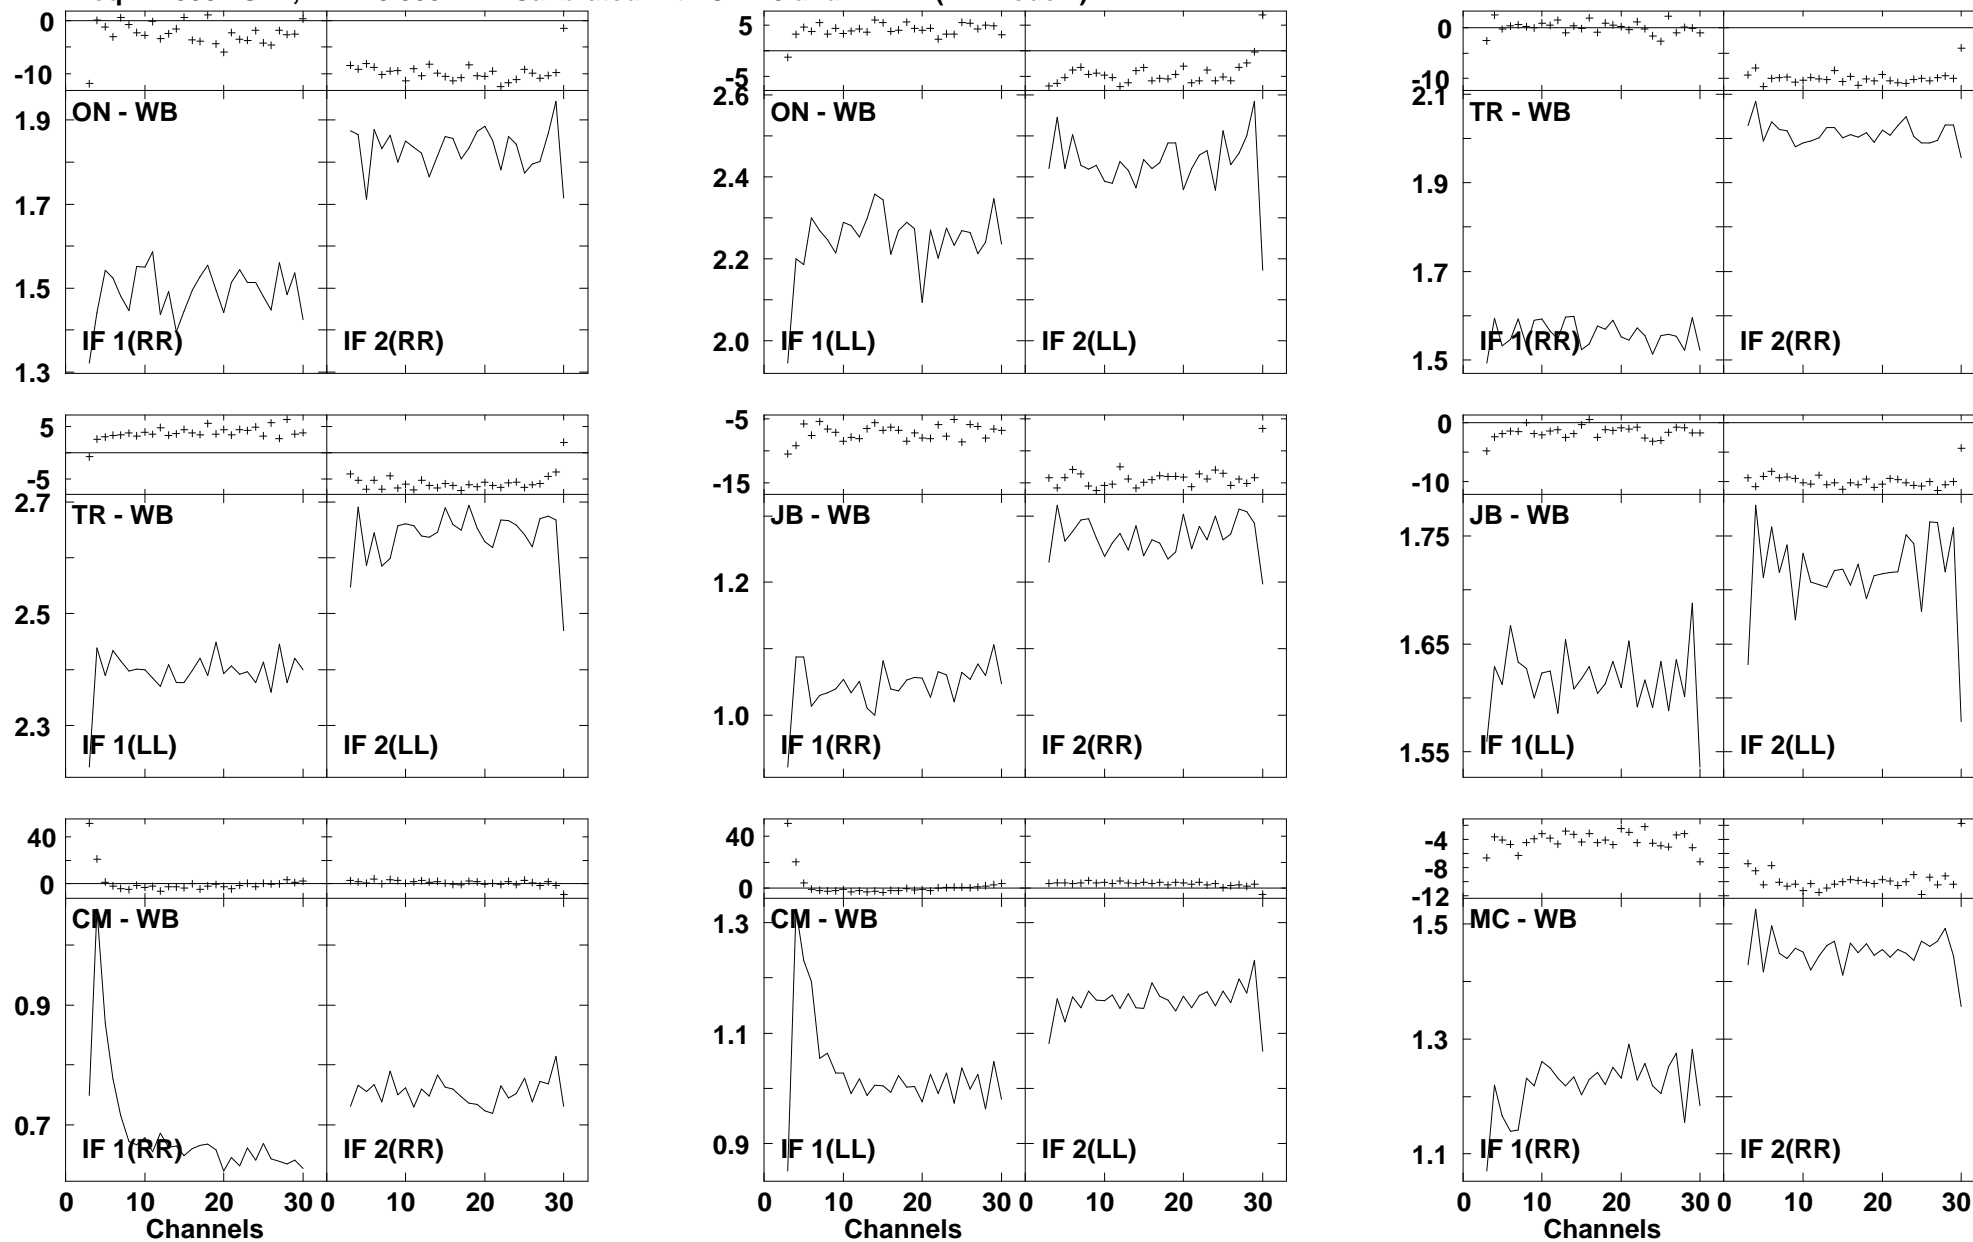 0
-10
ON - WB
1.9
1.7
1.5
1.3
IF 1(RR)
IF 2(RR)
5
-5
2.6
ON - WB
2.4
2.2
2.0
IF 1(LL)
IF 2(LL)
0
-10
2.1
TR - WB
1.9
1.7
1.5
IF 1(RR)
IF 2(RR)
5
-5
2.7
TR - WB
2.5
2.3
IF 1(LL)
IF 2(LL)
-5
-15
JB - WB
1.2
1.0
IF 1(RR)
IF 2(RR)
0
-10
JB - WB
1.75
1.65
1.55
IF 1(LL)
IF 2(LL)
40
0
CM - WB
0.9
0.7
IF 1(RR)
IF 2(RR)
0 10 20 30 0 10 20 30
Channels
40
0
CM - WB
1.3
1.1
0.9
IF 1(LL)
IF 2(LL)
0 10 20 30 0 10 20 30
Channels
-4
-8
-12
MC - WB
1.5
1.3
1.1
IF 1(RR)
IF 2(RR)
0 10 20 30 0 10 20 30
Channels